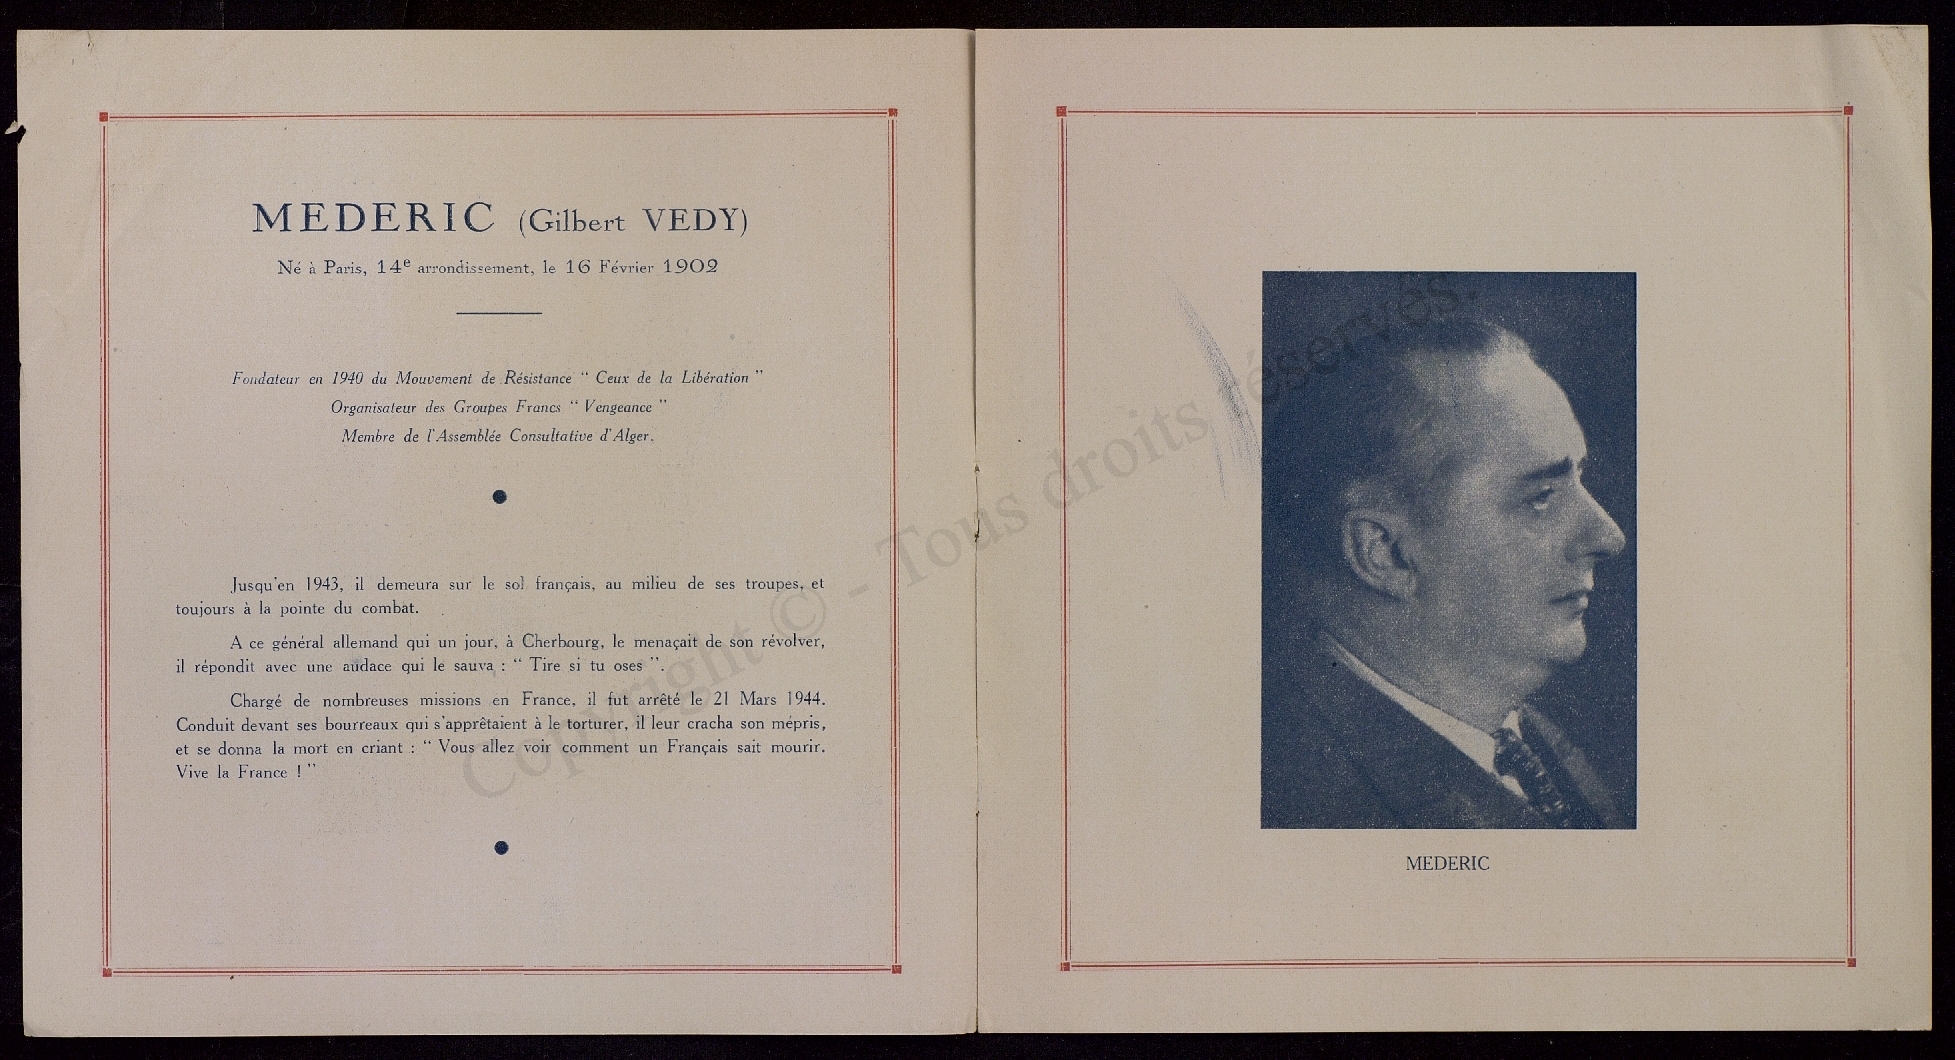 MEDERIC (Gilbert VEDY)
Né à Paris, 14e arrondissement, le 16 Février 1902
Fondateur en 1940 du Mouvement de Résistance “ Ceux de la Libération ”
Organisateur des Groupes Francs “ Vengeance ”
Membre de l'Assemblée Consultative d'Alger.
Jusqu'en 1943, il demeura sur le sol français, au milieu de ses troupes, et
toujours à la pointe du combat.
A ce général allemand qui un jour, à Cherbourg, le menaçait de son révolver,
il répondit avec une audace qui le sauva : “ Tire si tu oses ”.
Chargé de nombreuses missions en France, il fut arrêté le 21 Mars 1944.
Conduit devant ses bourreaux qui s'apprêtaient à le torturer, il leur cracha son mépris,
et se donna la mort en criant : “ Vous allez voir comment un Français sait mourir.
Vive la France ! ”
MEDERIC
Copyright © - Tous droits réservés.